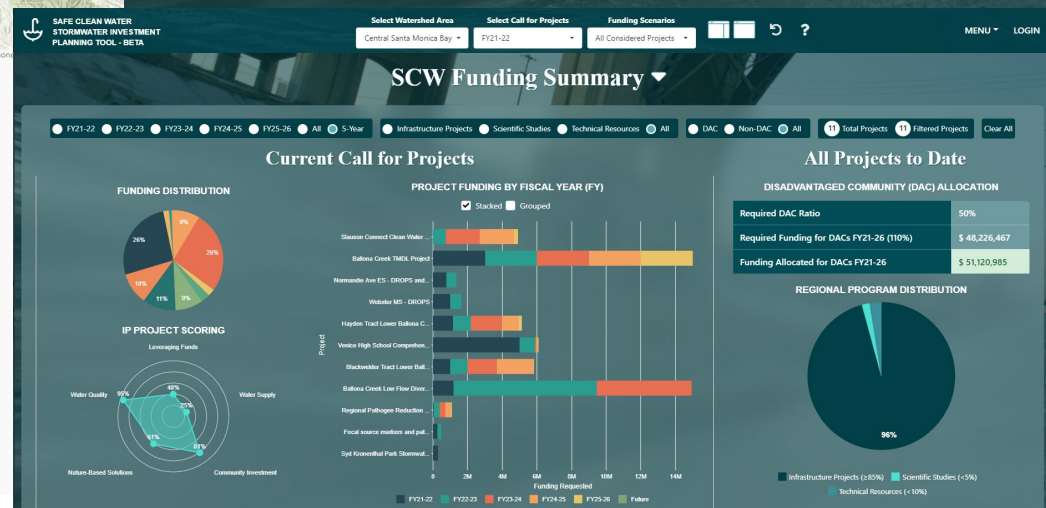 SAFE CLEAN WATER
STORMWATER INVESTMENT
PLANNING TOOL - BETA
Select Watershed Area
Central Santa Monica Bay
Select Call for Projects
FY21-22
Funding Scenarios
All Considered Projects
?
MENU
LOGIN
SCW Funding Summary
FY21-22 FY22-23 FY23-24 FY24-25 FY25-26 All 5-Year
Infrastructure Projects Scientific Studies Technical Resources All
DAC Non-DAC All
11 Total Projects 11 Filtered Projects
Clear All
Current Call for Projects
FUNDING DISTRIBUTION
9%
26%
26%
10%
11%
9%
IP PROJECT SCORING
Leveraging Funds
Water Quality
Water Supply
95%
40%
25%
61%
81%
Nature-Based Solutions
Community Investment
PROJECT FUNDING BY FISCAL YEAR (FY)
Stacked Grouped
Project
Slauson Connect Clean Water ...
Ballona Creek TMDL Project
Normandie Ave ES - DROPS and...
Webster MS - DROPS
Hayden Tract Lower Ballona C...
Venice High School Comprehen...
Blackwelder Tract Lower Ball...
Ballona Creek Low Flow Diver...
Regional Pathogen Reduction ...
Fecal source markers and pat...
Syd Kronenthal Park Stormwat...
0 2M 4M 6M 8M 10M 12M 14M
Funding Requested
FY21-22 FY22-23 FY23-24 FY24-25 FY25-26 Future
All Projects to Date
DISADVANTAGED COMMUNITY (DAC) ALLOCATION
Required DAC Ratio 50%
Required Funding for DACs FY21-26 (110%) $ 48,226,467
Funding Allocated for DACs FY21-26 $ 51,120,985
REGIONAL PROGRAM DISTRIBUTION
96%
Infrastructure Projects (≥85%) Scientific Studies (<5%)
Technical Resources (<10%)